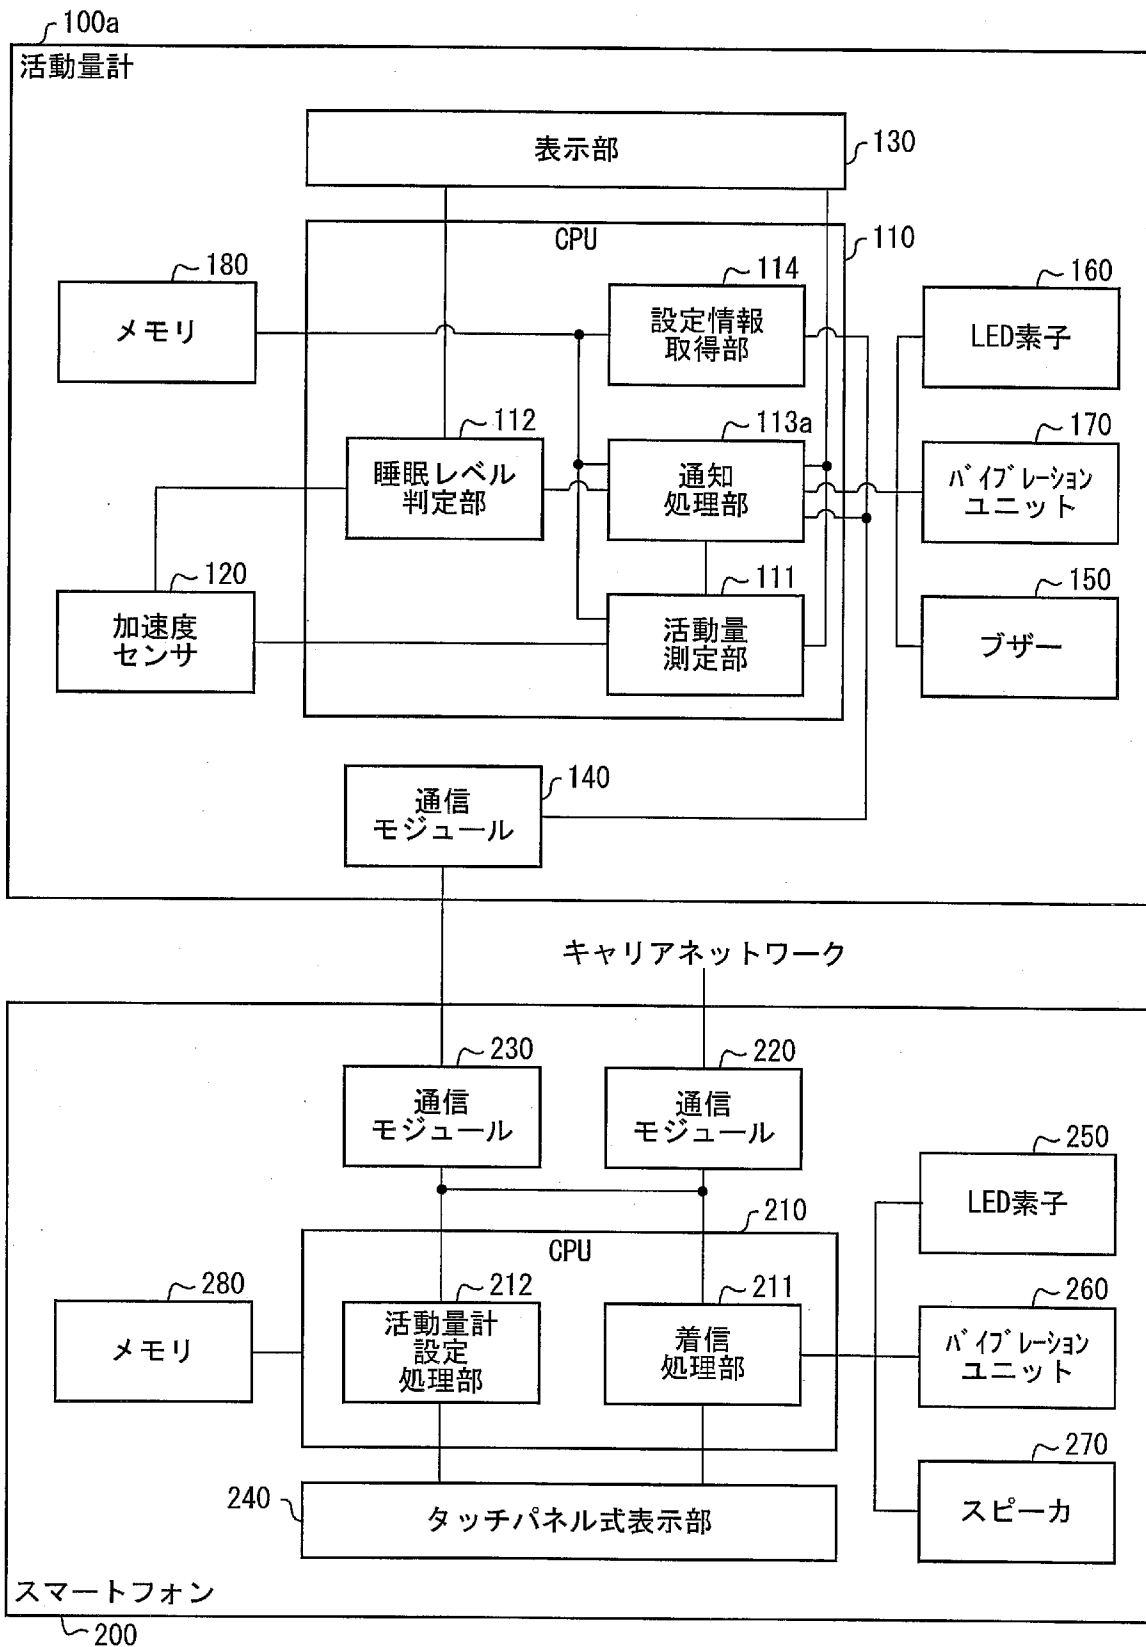 100a
活動量計
表示部
130
CPU
110
180
メモリ
114
設定情報
取得部
160
LED素子
112
睡眠レベル
判定部
113a
通知
処理部
170
バイブレーション
ユニット
120
加速度
センサ
111
活動量
測定部
150
ブザー
140
通信
モジュール
キャリアネットワーク
230
通信
モジュール
220
通信
モジュール
250
LED素子
210
CPU
280
メモリ
212
活動量計
設定
処理部
211
着信
処理部
260
バイブレーション
ユニット
240
タッチパネル式表示部
270
スピーカ
スマートフォン
200